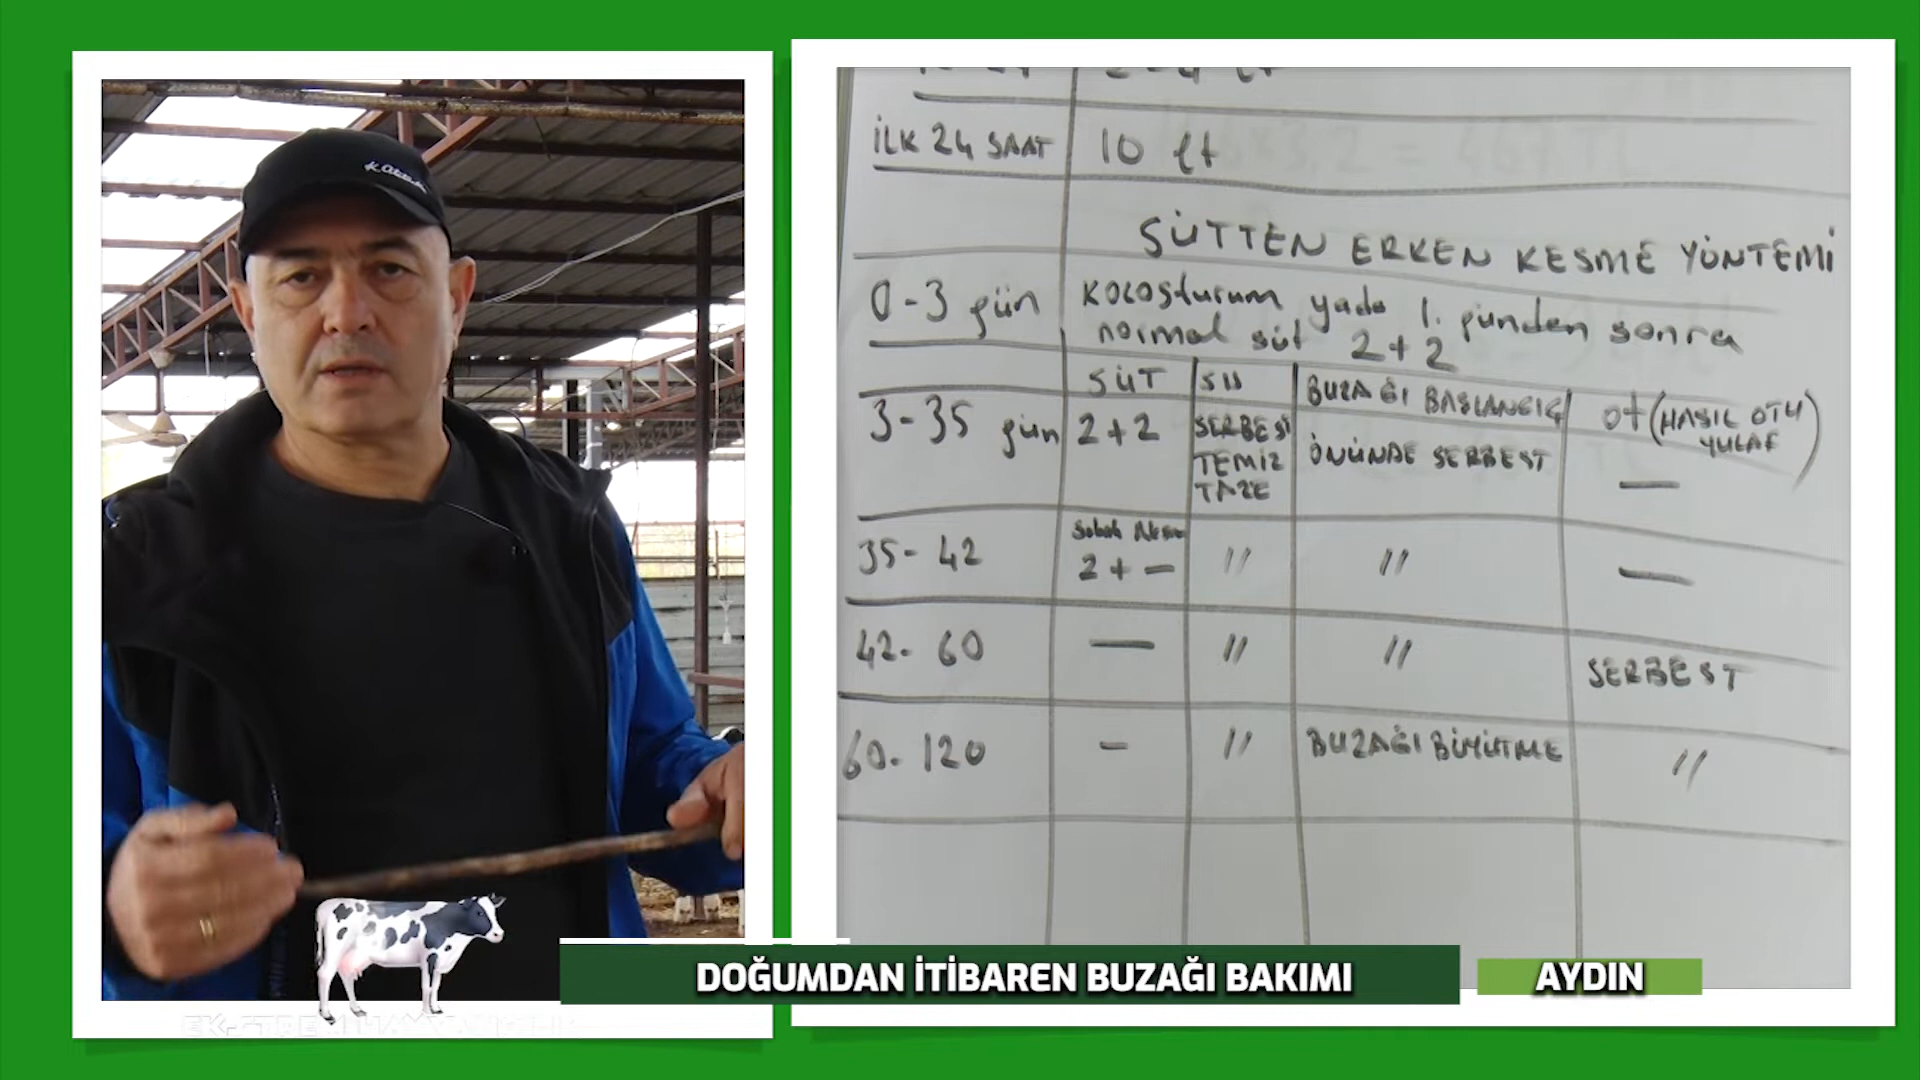 İLK 24 SAAT 10 lt
SÜTTEN ERKEN KESME YÖNTEMİ
0-3 gün KOLOSTURUM yada 1. günden sonra
normal süt 2+2
SÜT SU BUZAĞI BAŞLANGIÇ ot (HASIL OTU
YULAF)
3-35 gün 2+2 SERBEST ÖNÜNDE SERBEST —
TEMİZ
TAZE
Sabah Akşam
35-42 2+— // // —
42-60 — // // SERBEST
60-120 - // BUZAĞI BÜYÜTME //
DOĞUMDAN İTİBAREN BUZAĞI BAKIMI
AYDIN